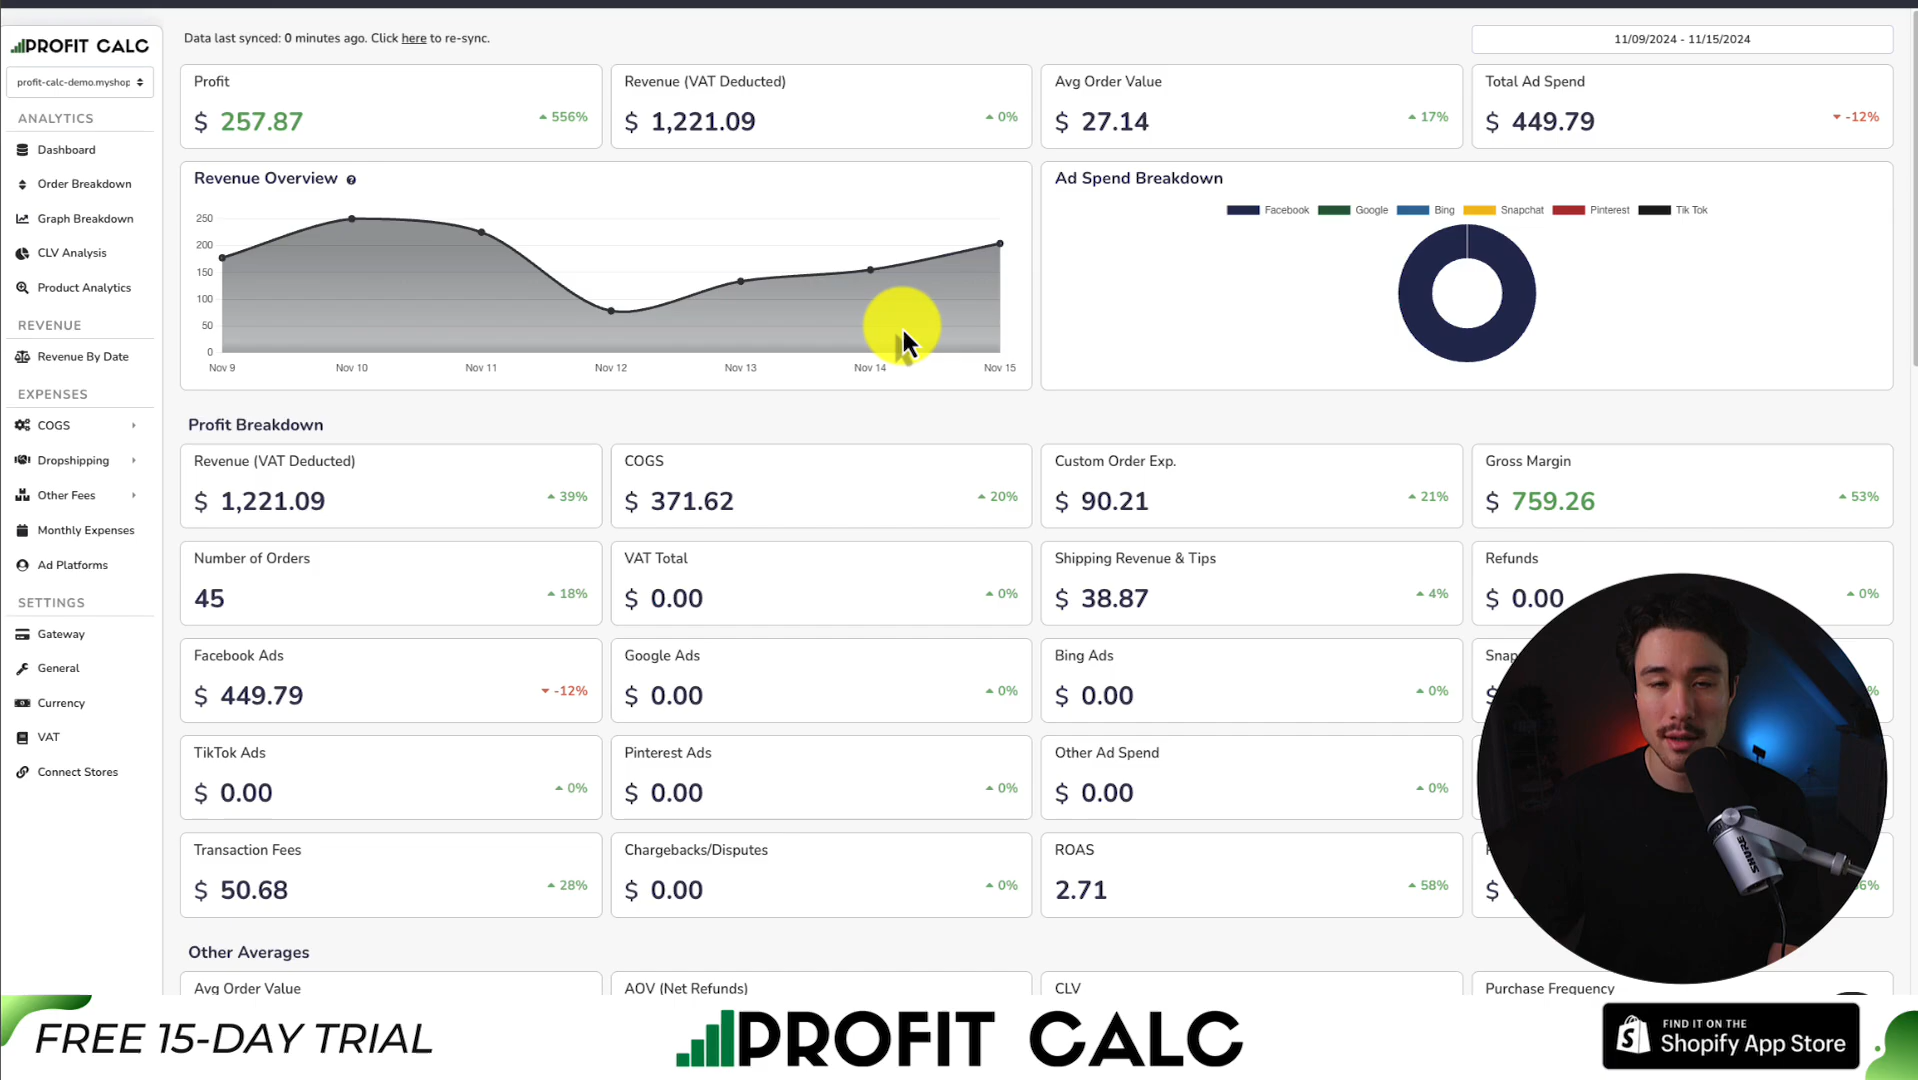 Data last synced: 0 minutes ago. Click here to re-sync.
11/09/2024 - 11/15/2024
PROFIT CALC
profit-calc-demo.myshop
ANALYTICS
Dashboard
Order Breakdown
Graph Breakdown
CLV Analysis
Product Analytics
REVENUE
Revenue By Date
EXPENSES
COGS
Dropshipping
Other Fees
Monthly Expenses
Ad Platforms
SETTINGS
Gateway
General
Currency
VAT
Connect Stores
Profit
$ 257.87
556%
Revenue (VAT Deducted)
$ 1,221.09
0%
Avg Order Value
$ 27.14
17%
Total Ad Spend
$ 449.79
-12%
Revenue Overview
250
200
150
100
50
0
Nov 9 Nov 10 Nov 11 Nov 12 Nov 13 Nov 14 Nov 15
Ad Spend Breakdown
Facebook Google Bing Snapchat Pinterest Tik Tok
Profit Breakdown
Revenue (VAT Deducted)
$ 1,221.09
39%
COGS
$ 371.62
20%
Custom Order Exp.
$ 90.21
21%
Gross Margin
$ 759.26
53%
Number of Orders
45
18%
VAT Total
$ 0.00
0%
Shipping Revenue & Tips
$ 38.87
4%
Refunds
$ 0.00
0%
Facebook Ads
$ 449.79
-12%
Google Ads
$ 0.00
0%
Bing Ads
$ 0.00
0%
Snap
TikTok Ads
$ 0.00
0%
Pinterest Ads
$ 0.00
0%
Other Ad Spend
$ 0.00
0%
Transaction Fees
$ 50.68
28%
Chargebacks/Disputes
$ 0.00
0%
ROAS
2.71
58%
$
6%
SHURE
Other Averages
Avg Order Value
AOV (Net Refunds)
CLV
Purchase Frequency
FREE 15-DAY TRIAL
PROFIT CALC
FIND IT ON THE
Shopify App Store